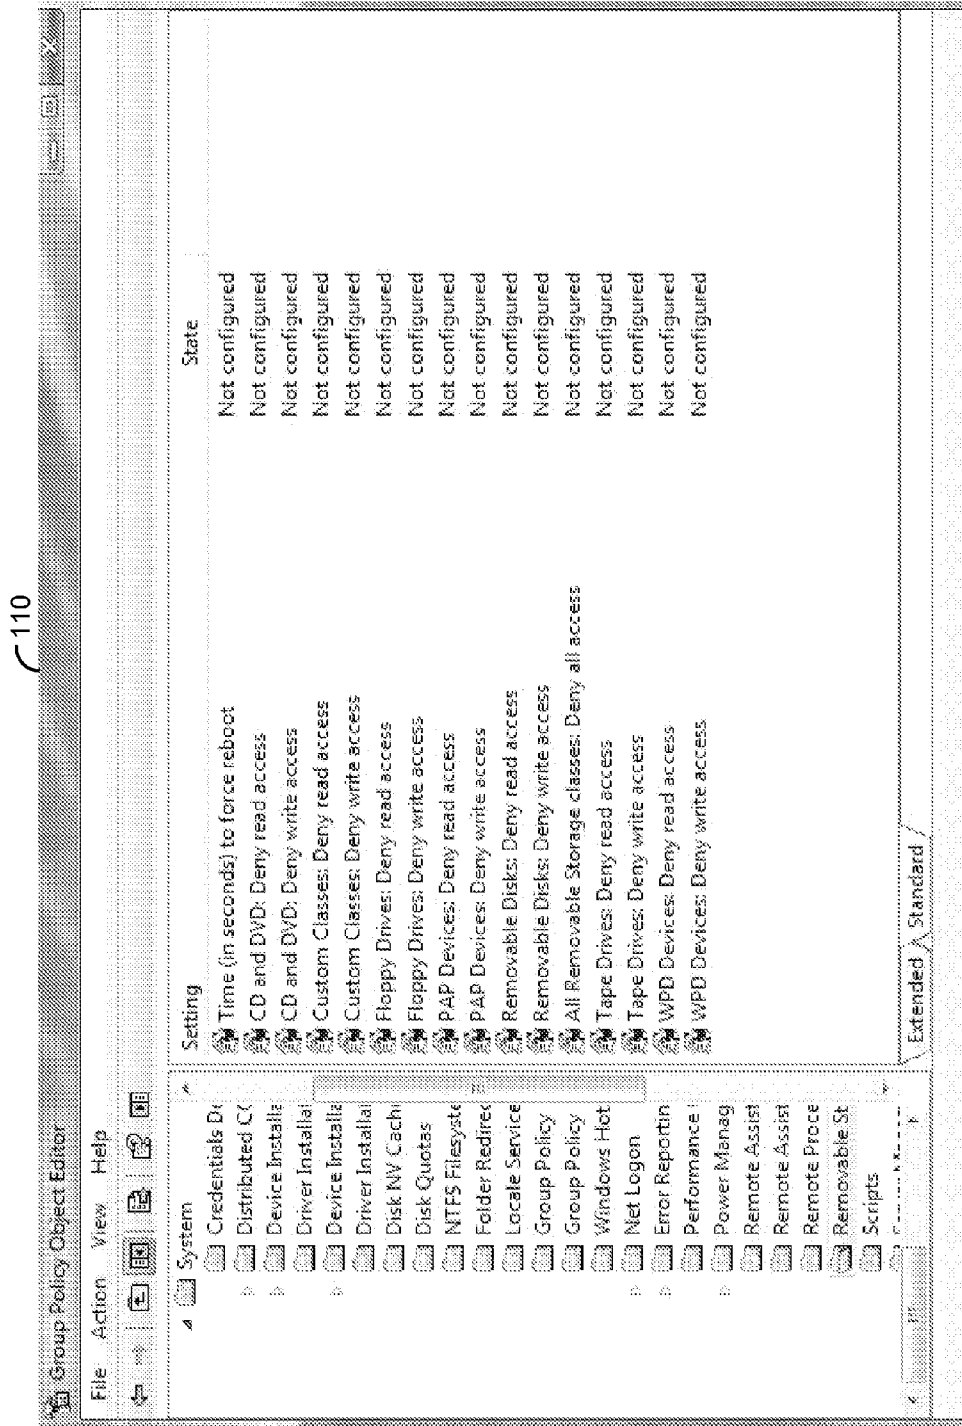 110
Group Policy Object Editor
File Action View Help
System
Credentials De
Distributed C(
Device Installa
Driver Installat
Device Installa
Driver Installat
Disk NV Cachi
Disk Quotas
NTFS Filesyste
Folder Redirec
Locale Service
Group Policy
Group Policy
Windows Hot
Net Logon
Error Reportin
Performance
Power Manag
Remote Assist
Remote Assist
Remote Proce
Removable St
Scripts
Setting State
Time (in seconds) to force reboot Not configured
CD and DVD: Deny read access Not configured
CD and DVD: Deny write access Not configured
Custom Classes: Deny read access Not configured
Custom Classes: Deny write access Not configured
Floppy Drives: Deny read access Not configured
Floppy Drives: Deny write access Not configured
PAP Devices: Deny read access Not configured
PAP Devices: Deny write access Not configured
Removable Disks: Deny read access Not configured
Removable Disks: Deny write access Not configured
All Removable Storage classes: Deny all access Not configured
Tape Drives: Deny read access Not configured
Tape Drives: Deny write access Not configured
WPD Devices: Deny read access Not configured
WPD Devices: Deny write access Not configured
Extended Standard